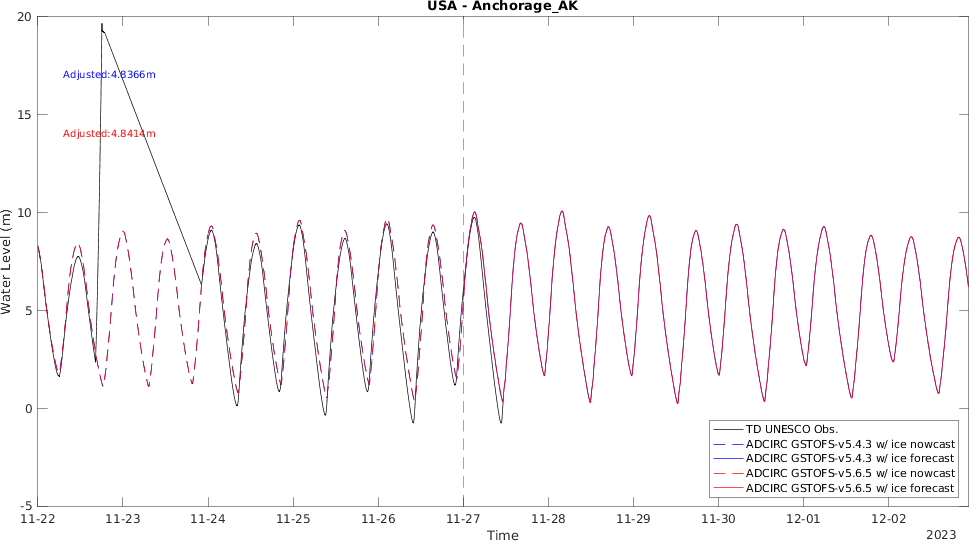 USA - Anchorage_AK
20
15
10
5
0
-5
Water Level (m)
Adjusted:4.8366m
Adjusted:4.8414m
TD UNESCO Obs.
ADCIRC GSTOFS-v5.4.3 w/ ice nowcast
ADCIRC GSTOFS-v5.4.3 w/ ice forecast
ADCIRC GSTOFS-v5.6.5 w/ ice nowcast
ADCIRC GSTOFS-v5.6.5 w/ ice forecast
11-22 11-23 11-24 11-25 11-26 11-27 11-28 11-29 11-30 12-01 12-02
Time
2023